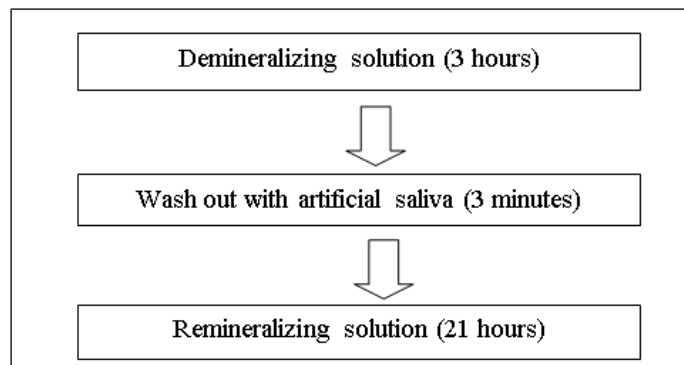 Demineralizing solution (3 hours)
Wash out with artificial saliva (3 minutes)
Remineralizing solution (21 hours)